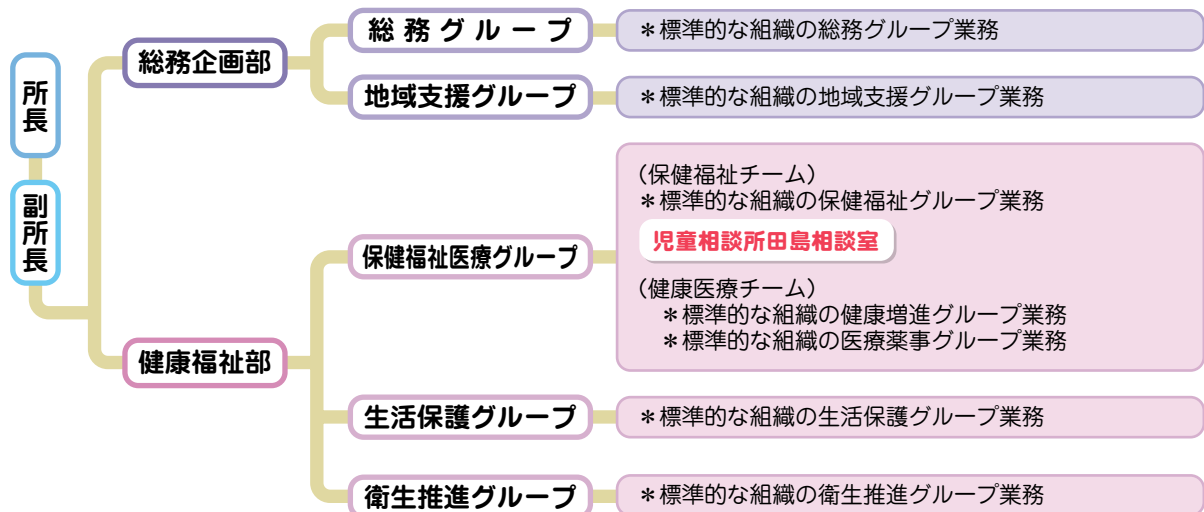 所長
副所長
総務企画部
総務グループ
＊標準的な組織の総務グループ業務
地域支援グループ
＊標準的な組織の地域支援グループ業務
健康福祉部
保健福祉医療グループ
（保健福祉チーム）
＊標準的な組織の保健福祉グループ業務
児童相談所田島相談室
（健康医療チーム）
＊標準的な組織の健康増進グループ業務
＊標準的な組織の医療薬事グループ業務
生活保護グループ
＊標準的な組織の生活保護グループ業務
衛生推進グループ
＊標準的な組織の衛生推進グループ業務